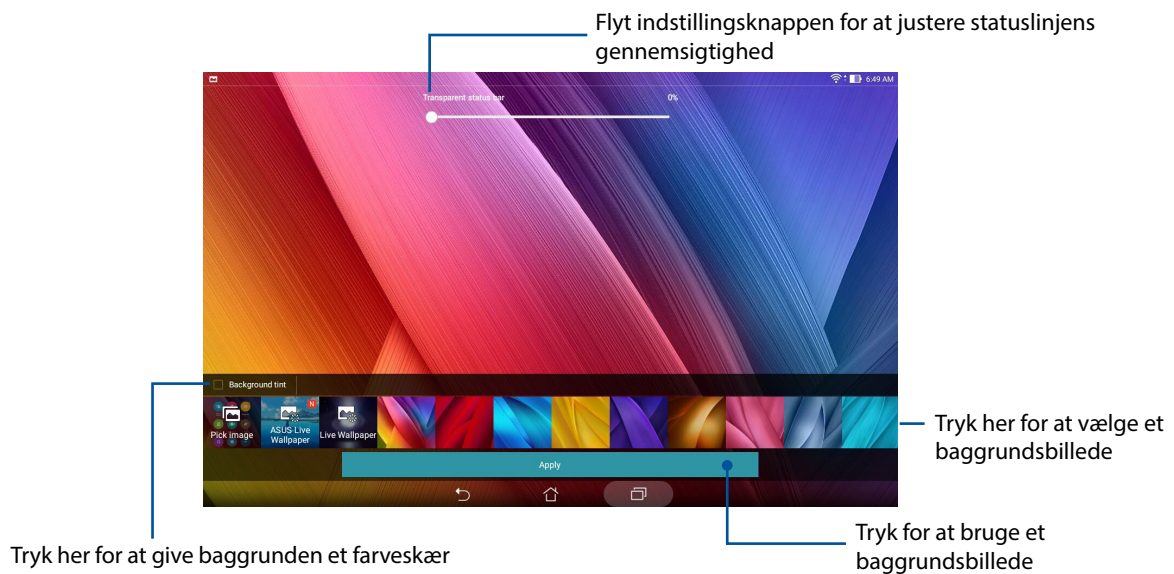 Flyt indstillingsknappen for at justere statuslinjens
gennemsigtighed
6:49 AM
Transparent status bar 0%
Background tint
N
Pick image
ASUS Live
Wallpaper
Live Wallpaper
Apply
Tryk her for at vælge et
baggrundsbillede
Tryk for at bruge et
baggrundsbillede
Tryk her for at give baggrunden et farveskær